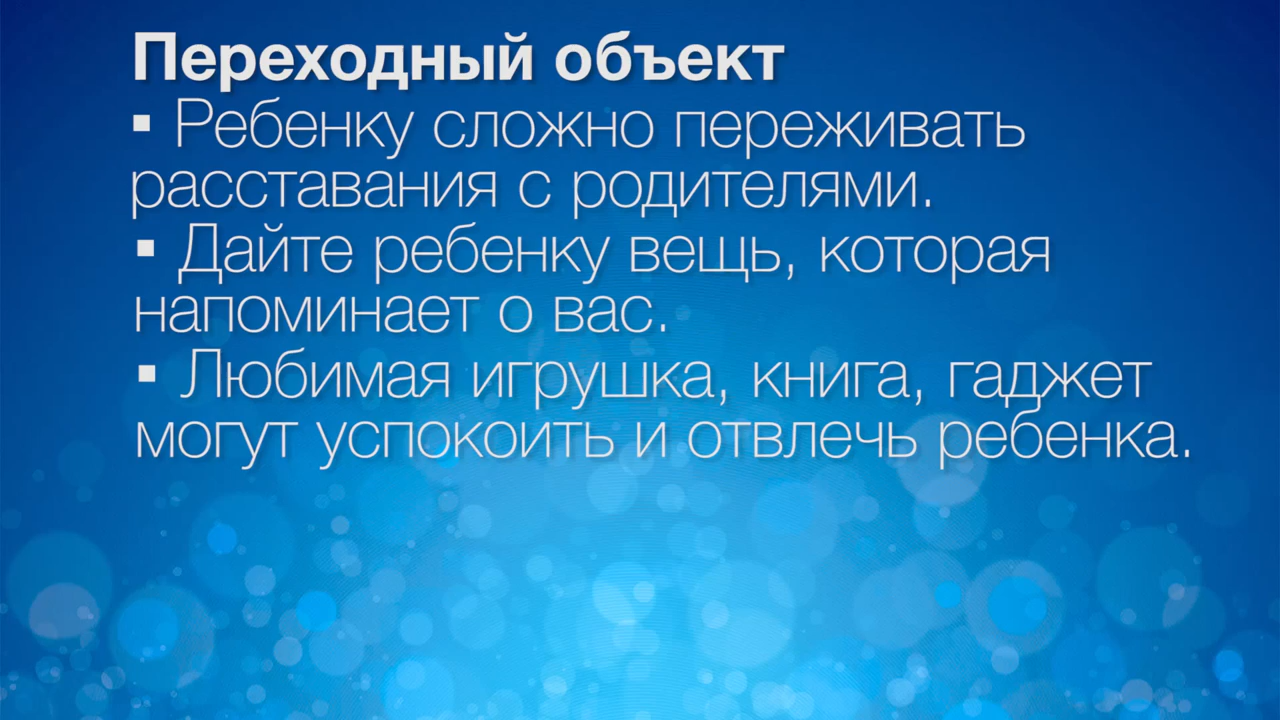 Переходный объект
▪ Ребенку сложно переживать
расставания с родителями.
▪ Дайте ребенку вещь, которая
напоминает о вас.
▪ Любимая игрушка, книга, гаджет
могут успокоить и отвлечь ребенка.